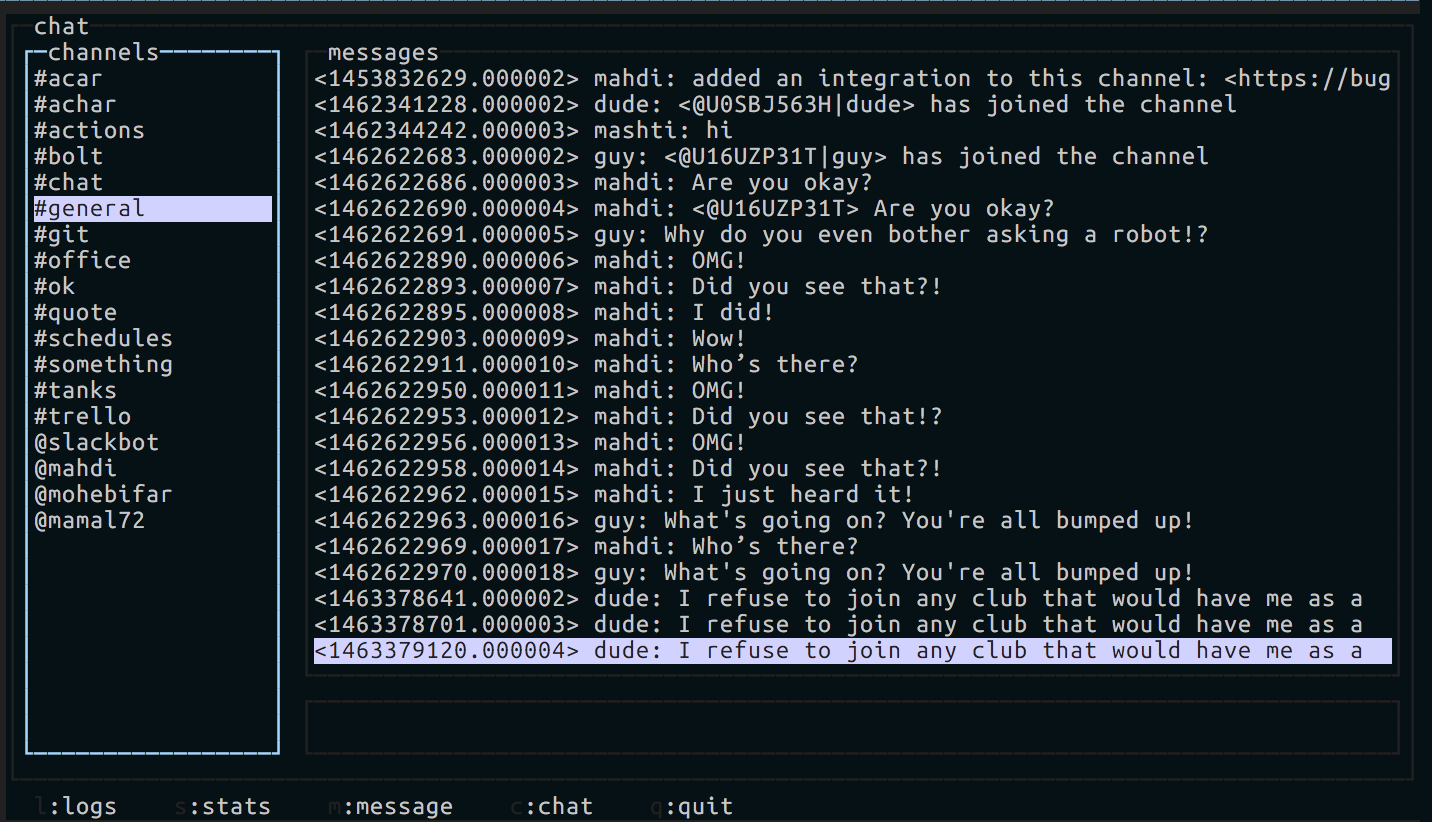 chat
channels
#acar
#achar
#actions
#bolt
#chat
#general
#git
#office
#ok
#quote
#schedules
#something
#tanks
#trello
@slackbot
@mahdi
@mohebifar
@mamal72
messages
<1453832629.000002> mahdi: added an integration to this channel: <https://bug
<1462341228.000002> dude: <@U0SBJ563H|dude> has joined the channel
<1462344242.000003> mashti: hi
<1462622683.000002> guy: <@U16UZP31T|guy> has joined the channel
<1462622686.000003> mahdi: Are you okay?
<1462622690.000004> mahdi: <@U16UZP31T> Are you okay?
<1462622691.000005> guy: Why do you even bother asking a robot!?
<1462622890.000006> mahdi: OMG!
<1462622893.000007> mahdi: Did you see that?!
<1462622895.000008> mahdi: I did!
<1462622903.000009> mahdi: Wow!
<1462622911.000010> mahdi: Who’s there?
<1462622950.000011> mahdi: OMG!
<1462622953.000012> mahdi: Did you see that!?
<1462622956.000013> mahdi: OMG!
<1462622958.000014> mahdi: Did you see that?!
<1462622962.000015> mahdi: I just heard it!
<1462622963.000016> guy: What's going on? You're all bumped up!
<1462622969.000017> mahdi: Who’s there?
<1462622970.000018> guy: What's going on? You're all bumped up!
<1463378641.000002> dude: I refuse to join any club that would have me as a
<1463378701.000003> dude: I refuse to join any club that would have me as a
<1463379120.000004> dude: I refuse to join any club that would have me as a
l:logs s:stats m:message c:chat q:quit